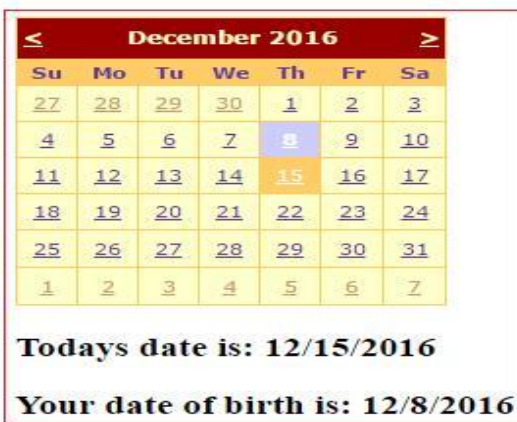 < December 2016 >
Su Mo Tu We Th Fr Sa
27 28 29 30 1 2 3
4 5 6 7 8 9 10
11 12 13 14 15 16 17
18 19 20 21 22 23 24
25 26 27 28 29 30 31
1 2 3 4 5 6 7
Todays date is: 12/15/2016
Your date of birth is: 12/8/2016